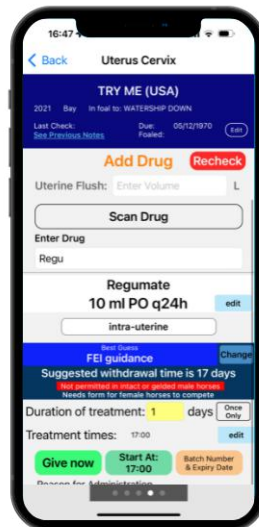 16:47
Back Uterus Cervix
TRY ME (USA)
2021 Bay In foal to: WATERSHIP DOWN
Last Check: Due: 05/12/1970 Edit
See Previous Notes Foaled:
Add Drug Recheck
Uterine Flush: Enter Volume L
Scan Drug
Enter Drug
Regu
Regumate
10 ml PO q24h edit
intra-uterine
Best Guess
FEI guidance Change
Suggested withdrawal time is 17 days
Not permitted in intact or gelded male horses
Needs form for female horses to compete
Duration of treatment: 1 days Once Only
Treatment times: 17:00 edit
Give now Start At: 17:00 Batch Number & Expiry Date
Reason for Administration